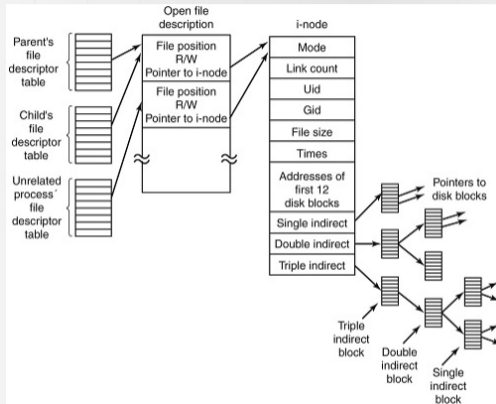 Open file
description
i-node
Parent's
file
descriptor
table
Child's
file
descriptor
table
Unrelated
process'
file
descriptor
table
File position
R/W
Pointer to i-node
File position
R/W
Pointer to i-node
Mode
Link count
Uid
Gid
File size
Times
Addresses of
first 12
disk blocks
Single indirect
Double indirect
Triple indirect
Pointers to
disk blocks
Triple
indirect
block
Double
indirect
block
Single
indirect
block